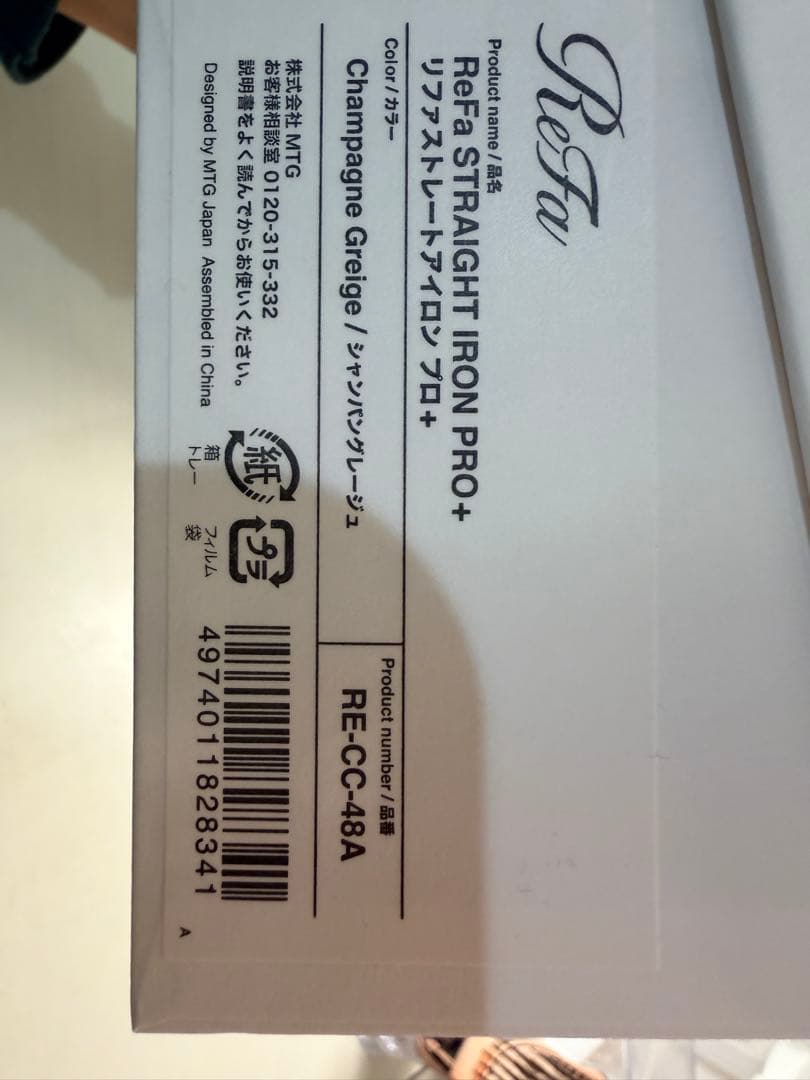 ReFa
Product name / 品名
ReFa STRAIGHT IRON PRO+
リファストレートアイロン プロ+
Color / カラー
Champagne Greige / シャンパングレージュ
Product number / 品番
RE-CC-48A
株式会社 MTG
お客様相談室 0120-315-332
説明書をよく読んでからお使いください。
Designed by MTG Japan Assembled in China
紙
箱
トレー
プラ
フィルム
袋
4974011828341
A